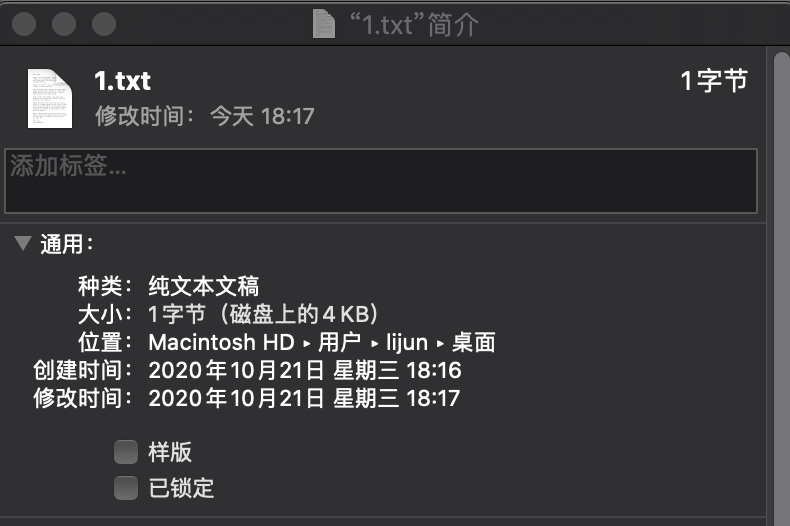 “1.txt”简介
1.txt
1字节
修改时间：今天 18:17
添加标签...
通用：
种类：纯文本文稿
大小：1字节（磁盘上的4 KB）
位置：Macintosh HD ▸ 用户 ▸ lijun ▸ 桌面
创建时间：2020年10月21日 星期三 18:16
修改时间：2020年10月21日 星期三 18:17
样版
已锁定